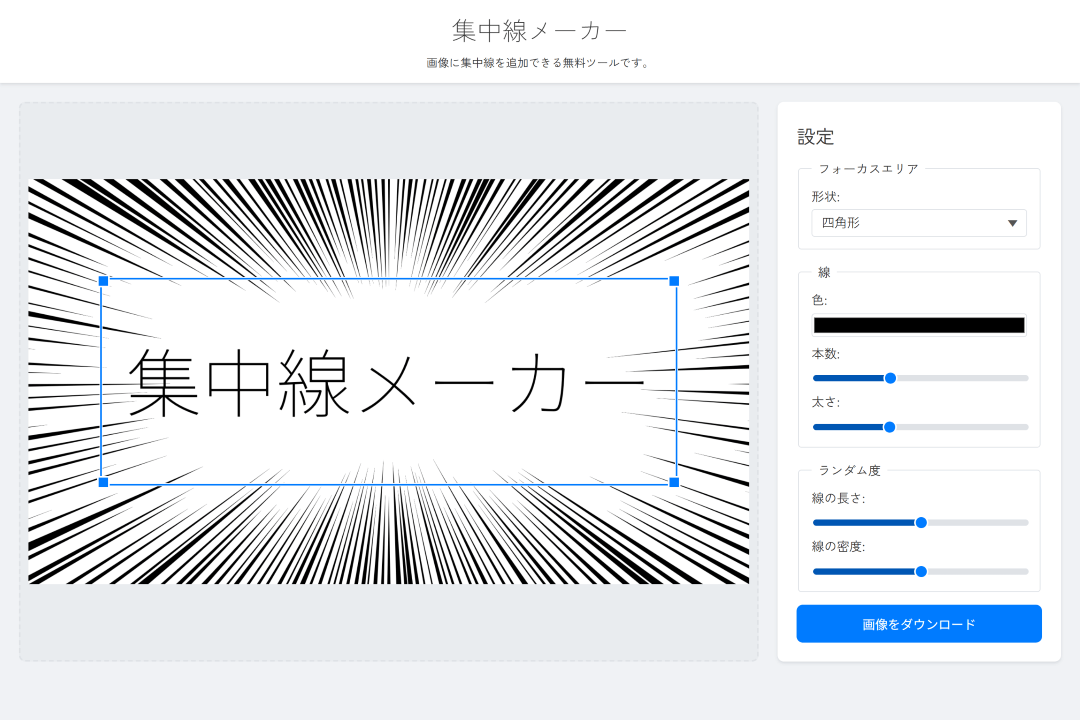 集中線メーカー
画像に集中線を追加できる無料ツールです。
集中線メーカー
設定
フォーカスエリア
形状:
四角形
線
色:
本数:
太さ:
ランダム度
線の長さ:
線の密度:
画像をダウンロード